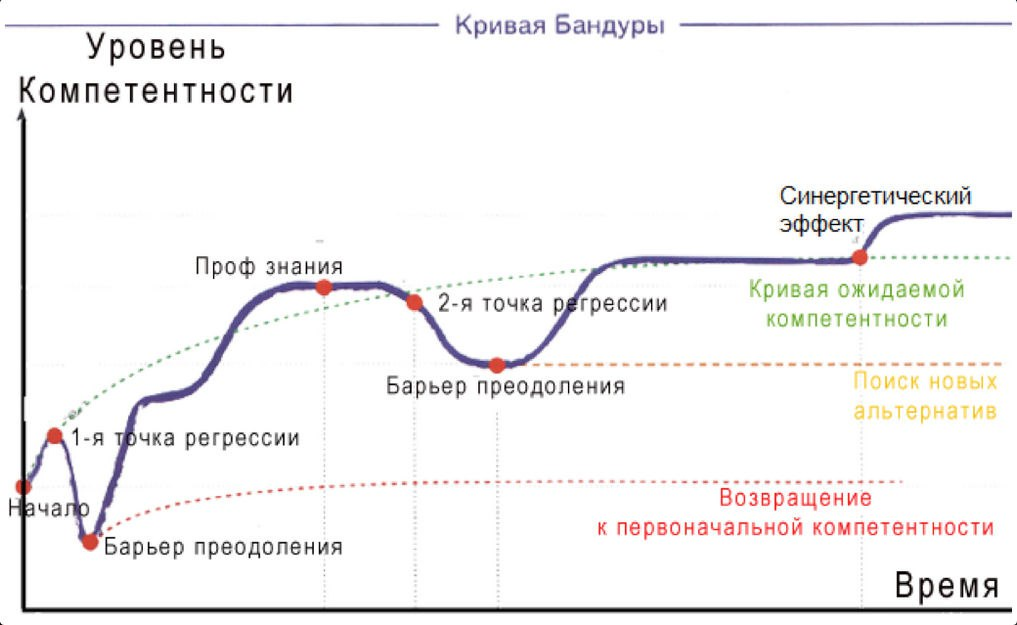 Кривая Бандуры
Уровень
Компетентности
Синергетический
эффект
Проф знания
Кривая ожидаемой
компетентности
2-я точка регрессии
Барьер преодоления
Поиск новых
альтернатив
1-я точка регрессии
Возвращение
к первоначальной компетентности
Начало
Барьер преодоления
Время